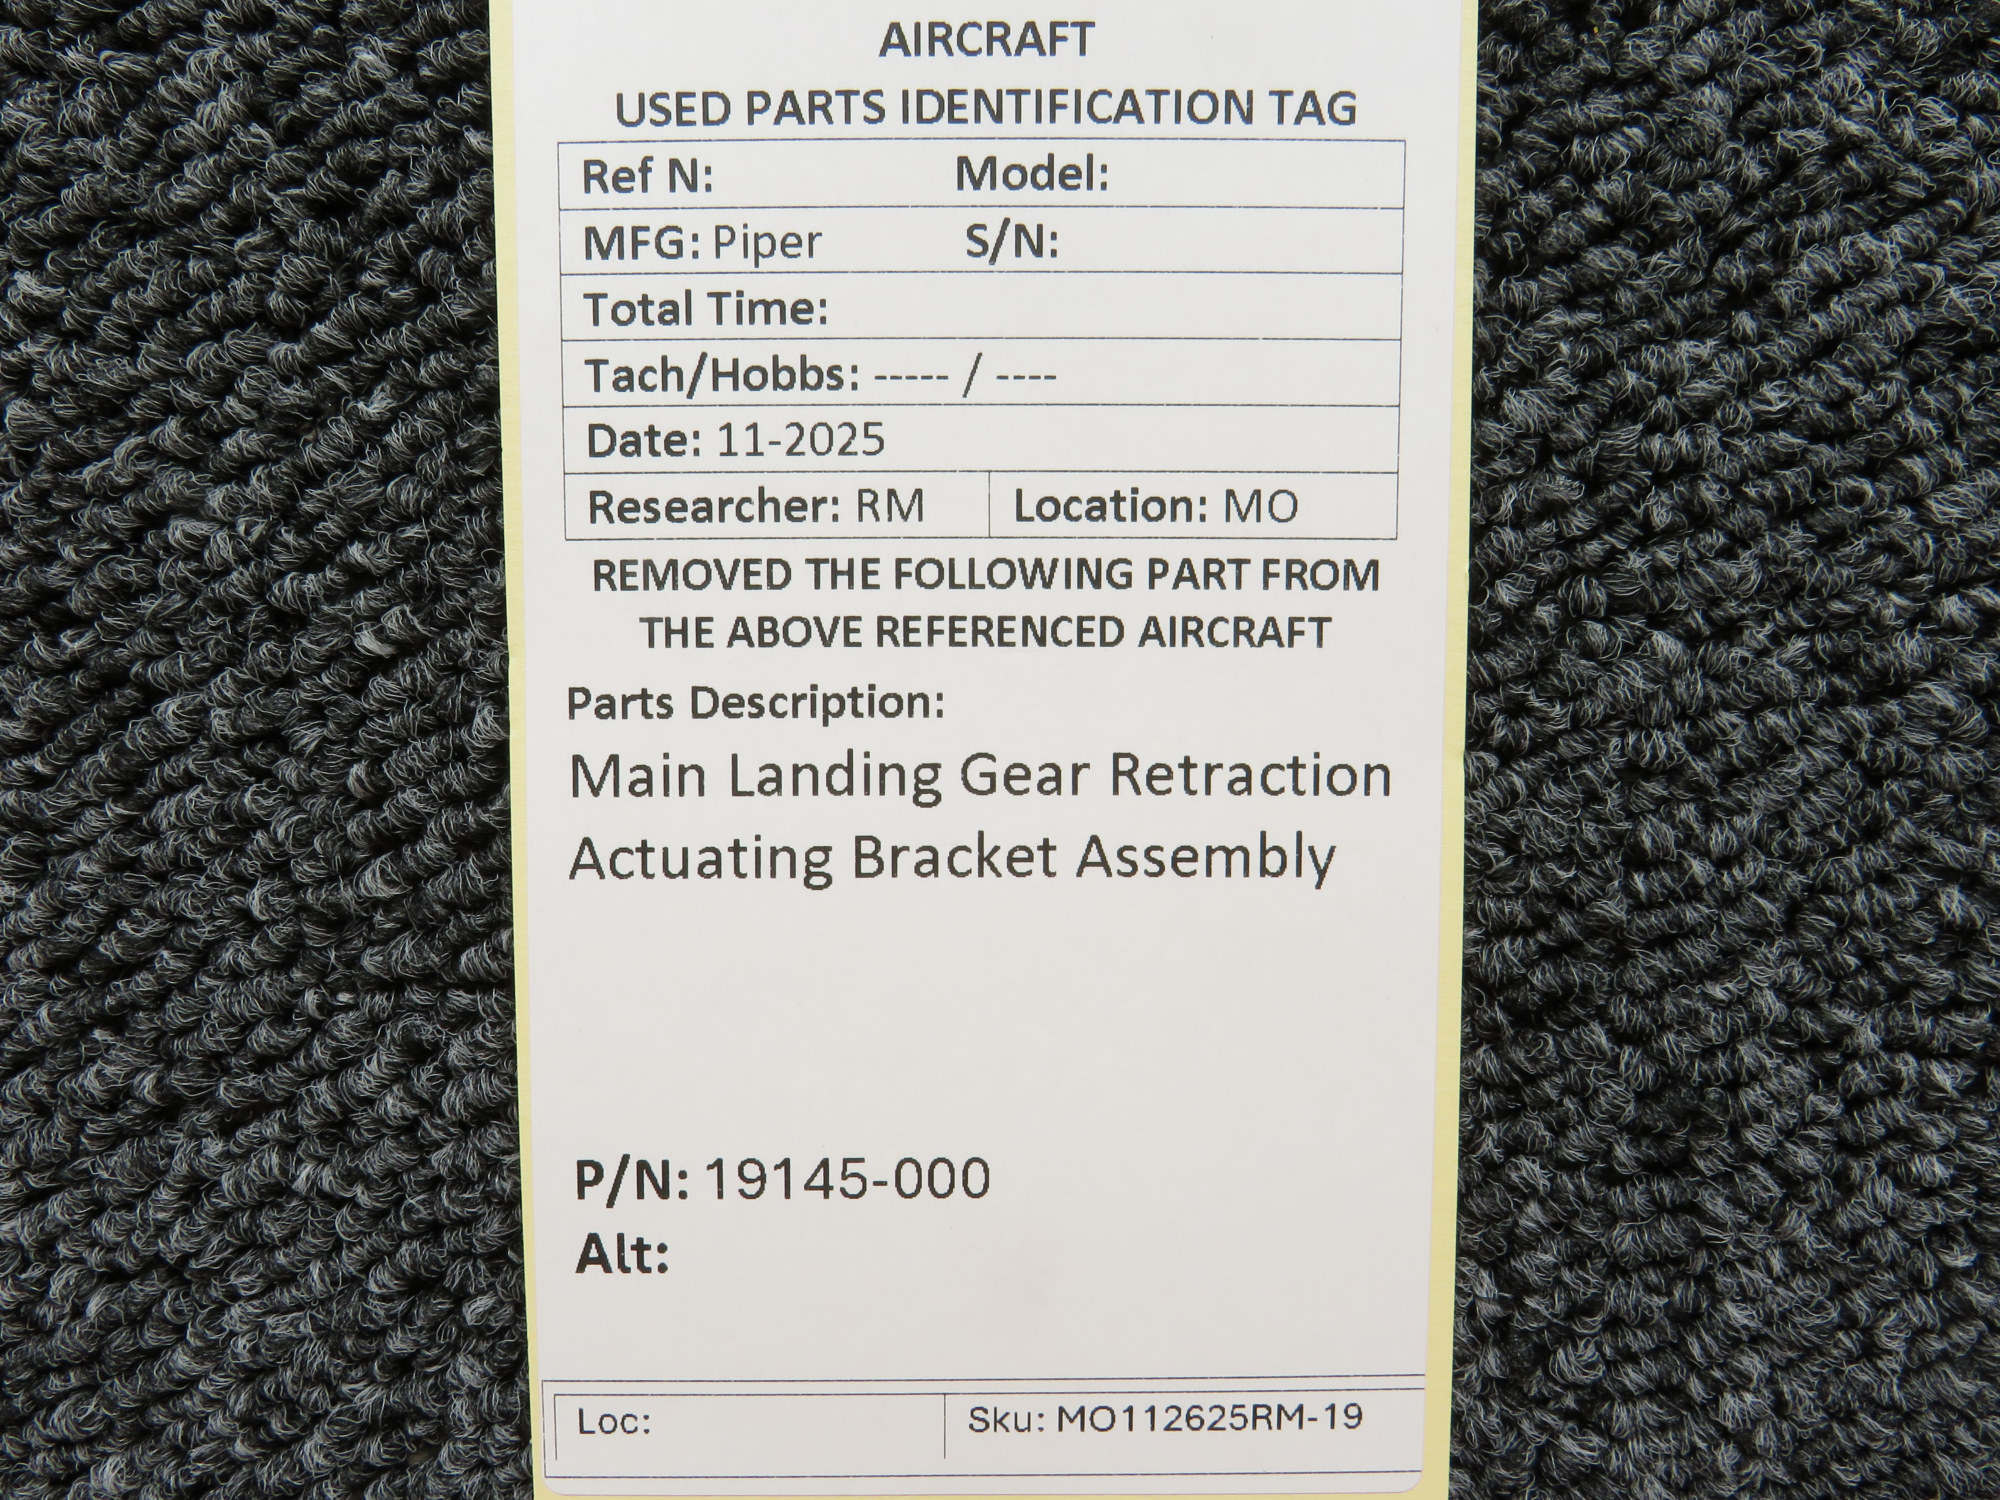 AIRCRAFT
USED PARTS IDENTIFICATION TAG
Ref N: Model:
MFG: Piper S/N:
Total Time:
Tach/Hobbs: ----- / ----
Date: 11-2025
Researcher: RM Location: MO
REMOVED THE FOLLOWING PART FROM
THE ABOVE REFERENCED AIRCRAFT
Parts Description:
Main Landing Gear Retraction
Actuating Bracket Assembly
P/N: 19145-000
Alt:
Loc: Sku: MO112625RM-19